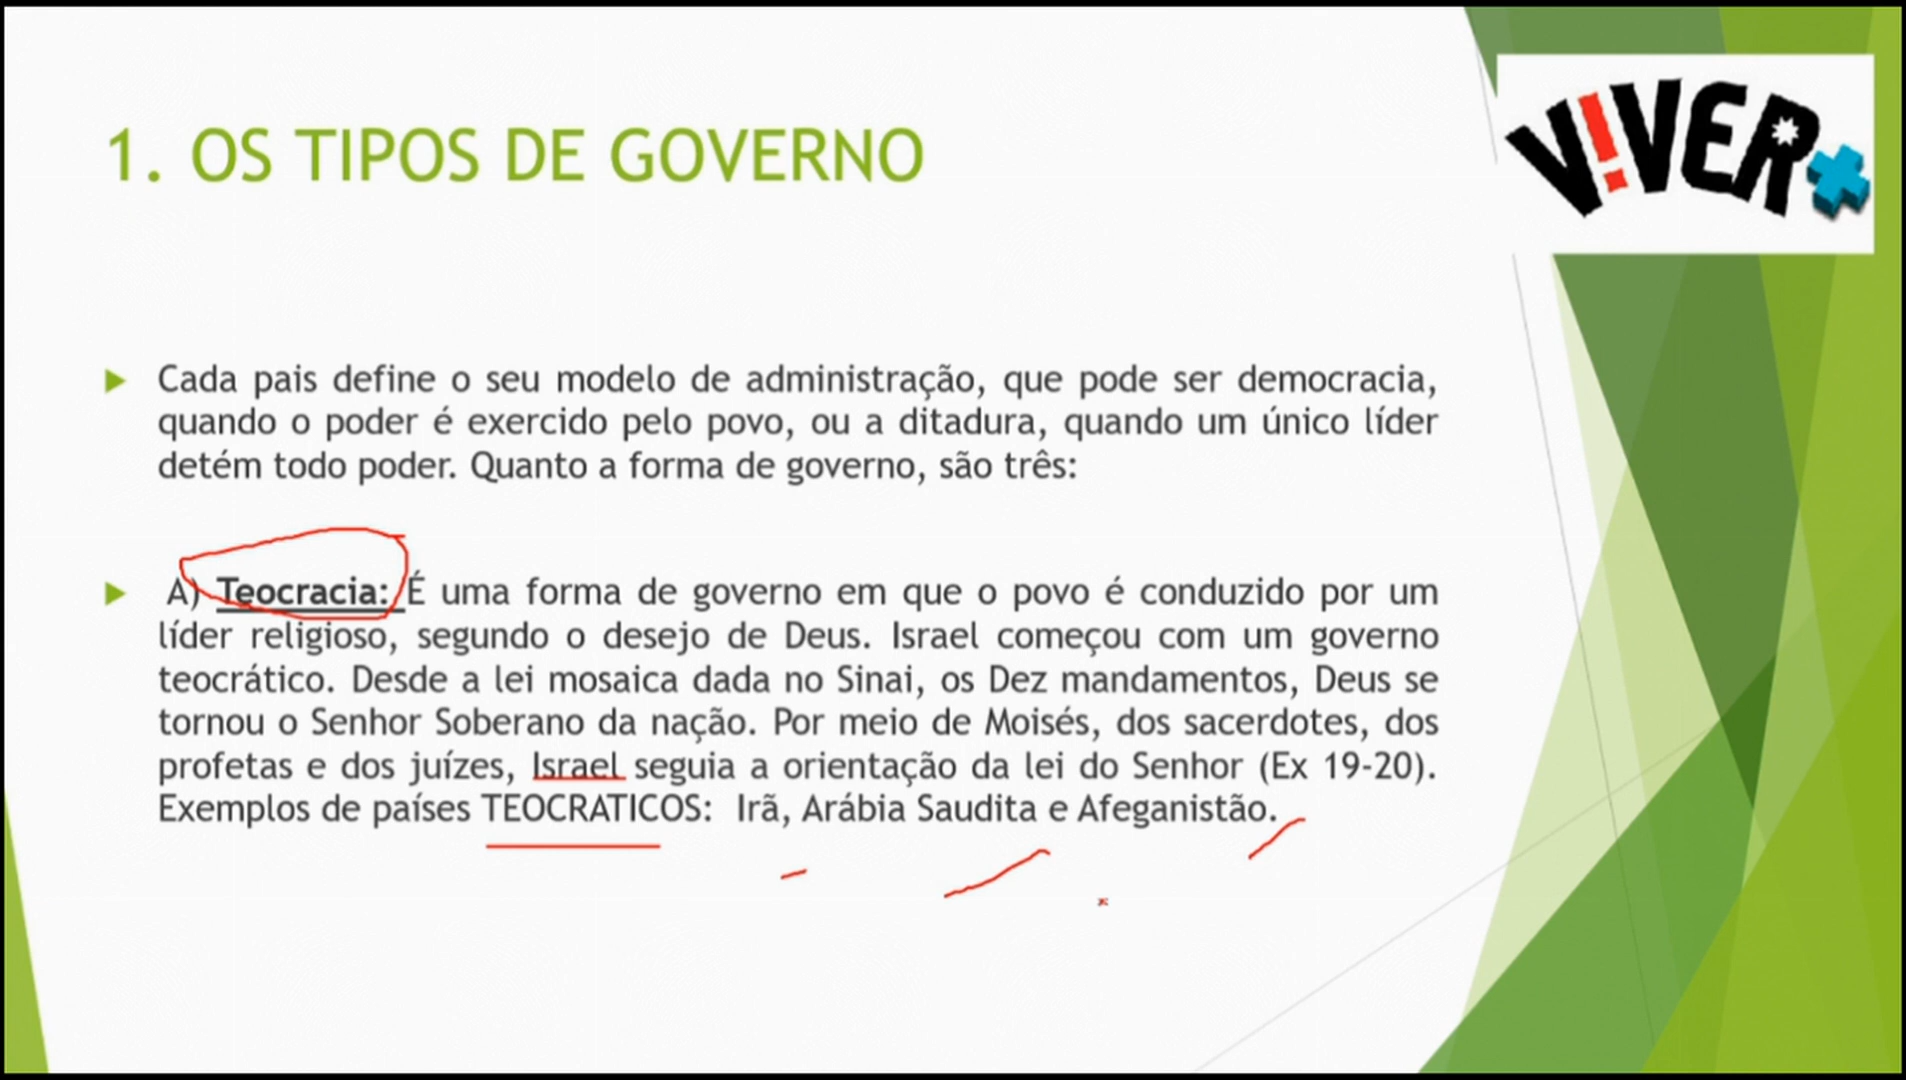 V!VER+
1. OS TIPOS DE GOVERNO
Cada pais define o seu modelo de administração, que pode ser democracia,
quando o poder é exercido pelo povo, ou a ditadura, quando um único líder
detém todo poder. Quanto a forma de governo, são três:
A) Teocracia: É uma forma de governo em que o povo é conduzido por um
líder religioso, segundo o desejo de Deus. Israel começou com um governo
teocrático. Desde a lei mosaica dada no Sinai, os Dez mandamentos, Deus se
tornou o Senhor Soberano da nação. Por meio de Moisés, dos sacerdotes, dos
profetas e dos juízes, Israel seguia a orientação da lei do Senhor (Ex 19-20).
Exemplos de países TEOCRATICOS: Irã, Arábia Saudita e Afeganistão.